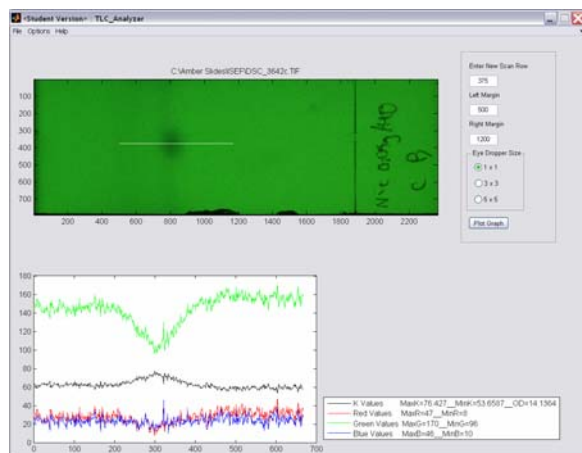 <Student Version> : TLC_Analyzer
File Options Help
C:\Amber Slides\ISEF\DSC_3642r.TIF
100
200
300
400
500
600
700
200 400 600 800 1000 1200 1400 1600 1800 2000 2200
C B
Enter New Scan Row
375
Left Margin
500
Right Margin
1200
Eye Dropper Size
1 x 1
3 x 3
5 x 5
Plot Graph
180
160
140
120
100
80
60
40
20
0
0 100 200 300 400 500 600 700
K Values MaxK=76.427__MinK=53.6587__OD=14.1364
Red Values MaxR=47__MinR=8
Green Values MaxG=170__MinG=96
Blue Values MaxB=46__MinB=10